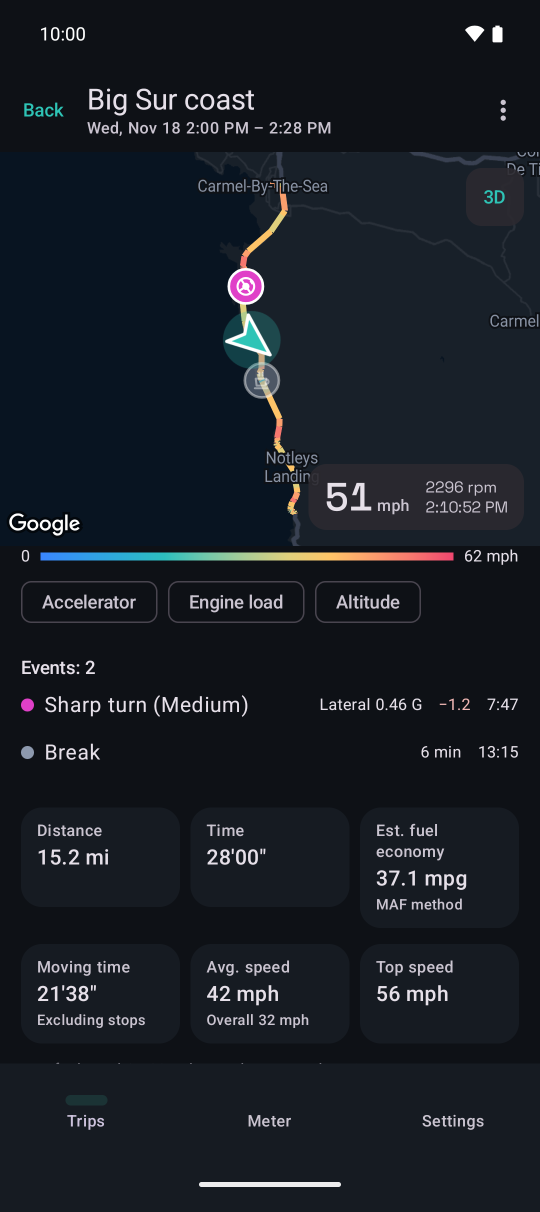 10:00
Back
Big Sur coast
Wed, Nov 18 2:00 PM – 2:28 PM
De Ti
Carmel-By-The-Sea
3D
Carmel
Notleys
Landing
51 mph
2296 rpm
2:10:52 PM
Google
0
62 mph
Accelerator
Engine load
Altitude
Events: 2
Sharp turn (Medium) Lateral 0.46 G −1.2 7:47
Break 6 min 13:15
Distance
15.2 mi
Time
28'00"
Est. fuel
economy
37.1 mpg
MAF method
Moving time
21'38"
Excluding stops
Avg. speed
42 mph
Overall 32 mph
Top speed
56 mph
Trips
Meter
Settings